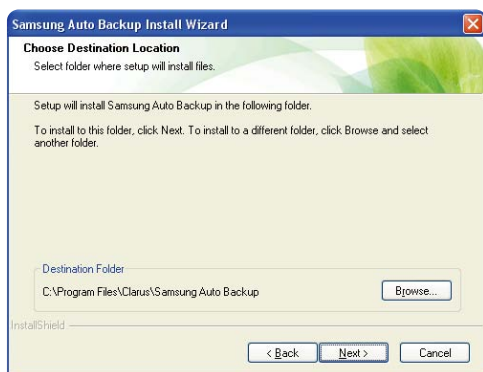 Samsung Auto Backup Install Wizard
Choose Destination Location
Select folder where setup will install files.
Setup will install Samsung Auto Backup in the following folder.
To install to this folder, click Next. To install to a different folder, click Browse and select
another folder.
Destination Folder
C:\Program Files\Clarus\Samsung Auto Backup
Browse...
InstallShield
< Back
Next >
Cancel